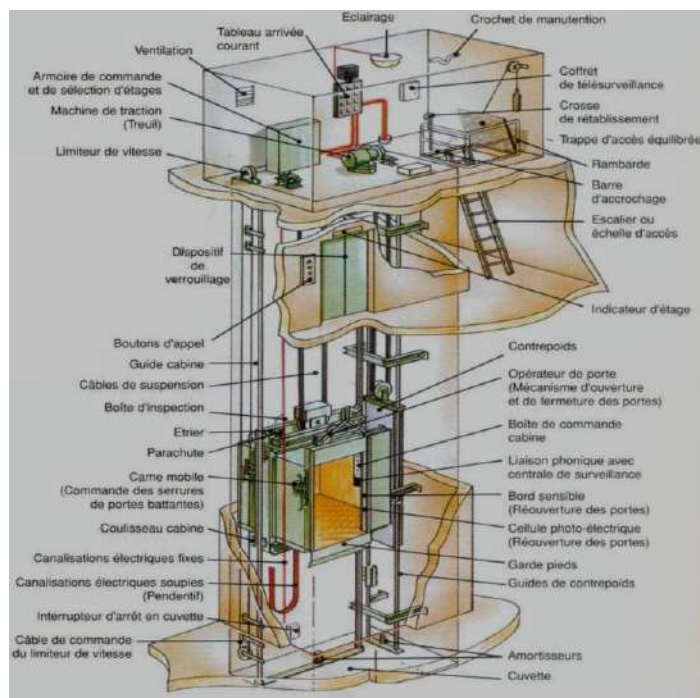 Eclairage
Crochet de manutention
Tableau arrivée
courant
Ventilation
Armoire de commande
et de sélection d'étages
Coffret
de télésurveillance
Machine de traction
(Treuil)
Crosse
de rétablissement
Limiteur de vitesse
Trappe d'accès équilibrée
Rambarde
Barre
d'accrochage
Escalier ou
échelle d'accès
Dispositif
de
verrouillage
Indicateur d'étage
Boutons d'appel
Guide cabine
Contrepoids
Câbles de suspension
Opérateur de porte
(Mécanisme d'ouverture
et de fermeture des portes)
Boîte d'Inspection
Etrier
Boîte de commande
cabine
Parachute
Came mobile
(Commande des serrures
de portes battantes)
Liaison phonique avec
centrale de surveillance
Bord sensible
(Réouverture des portes)
Coulisseau cabine
Cellule photo-électrique
(Réouverture des portes)
Canalisations électriques fixes
Garde pieds
Canalisations électriques souples
(Pendentif)
Guides de contrepoids
Interrupteur d'arrêt en cuvette
Câble de commande
du limiteur de vitesse
Amortisseurs
Cuvette